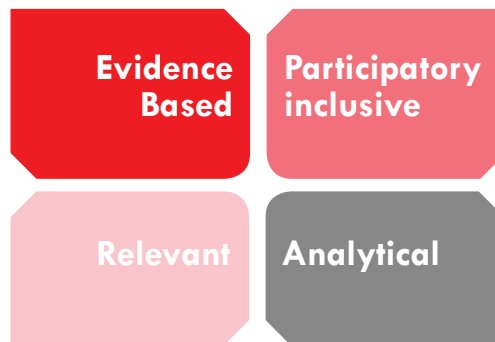 Evidence
Based
Participatory
inclusive
Relevant
Analytical